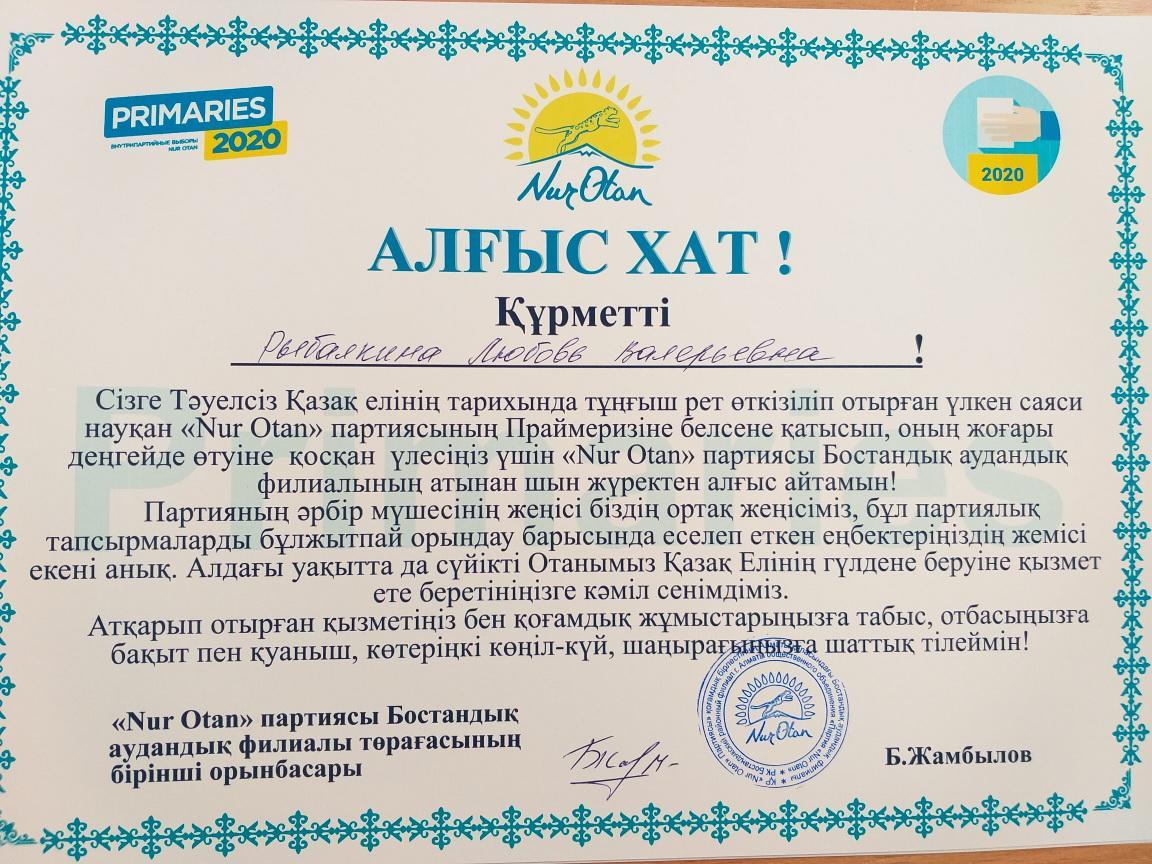 PRIMARIES
2020
ВНУТРИПАРТИЙНЫЕ ВЫБОРЫ
NUR OTAN
Nur Otan
2020
АЛҒЫС ХАТ !
Құрметті
Рыбалкина Любовь Валерьевна !
Primaries
Сізге Тәуелсіз Қазақ елінің тарихында тұңғыш рет өткізіліп отырған үлкен саяси
науқан «Nur Otan» партиясының Праймеризіне белсене қатысып, оның жоғары
деңгейде өтуіне қосқан үлесіңіз үшін «Nur Otan» партиясы Бостандық аудандық
филиалының атынан шын жүректен алғыс айтамын!
Партияның әрбір мүшесінің жеңісі біздің ортақ жеңісіміз, бұл партиялық
тапсырмаларды бұлжытпай орындау барысында еселеп еткен еңбектеріңіздің жемісі
екені анық. Алдағы уақытта да сүйікті Отанымыз Қазақ Елінің гүлдене беруіне қызмет
ете беретініңізге кәміл сенімдіміз.
Атқарып отырған қызметіңіз бен қоғамдық жұмыстарыңызға табыс, отбасыңызға
бақыт пен қуаныш, көтеріңкі көңіл-күй, шаңырағыңызға шаттық тілеймін!
«Nur Otan» партиясы Бостандық
аудандық филиалы төрағасының
бірінші орынбасары
Nur Otan
Б.Жамбылов